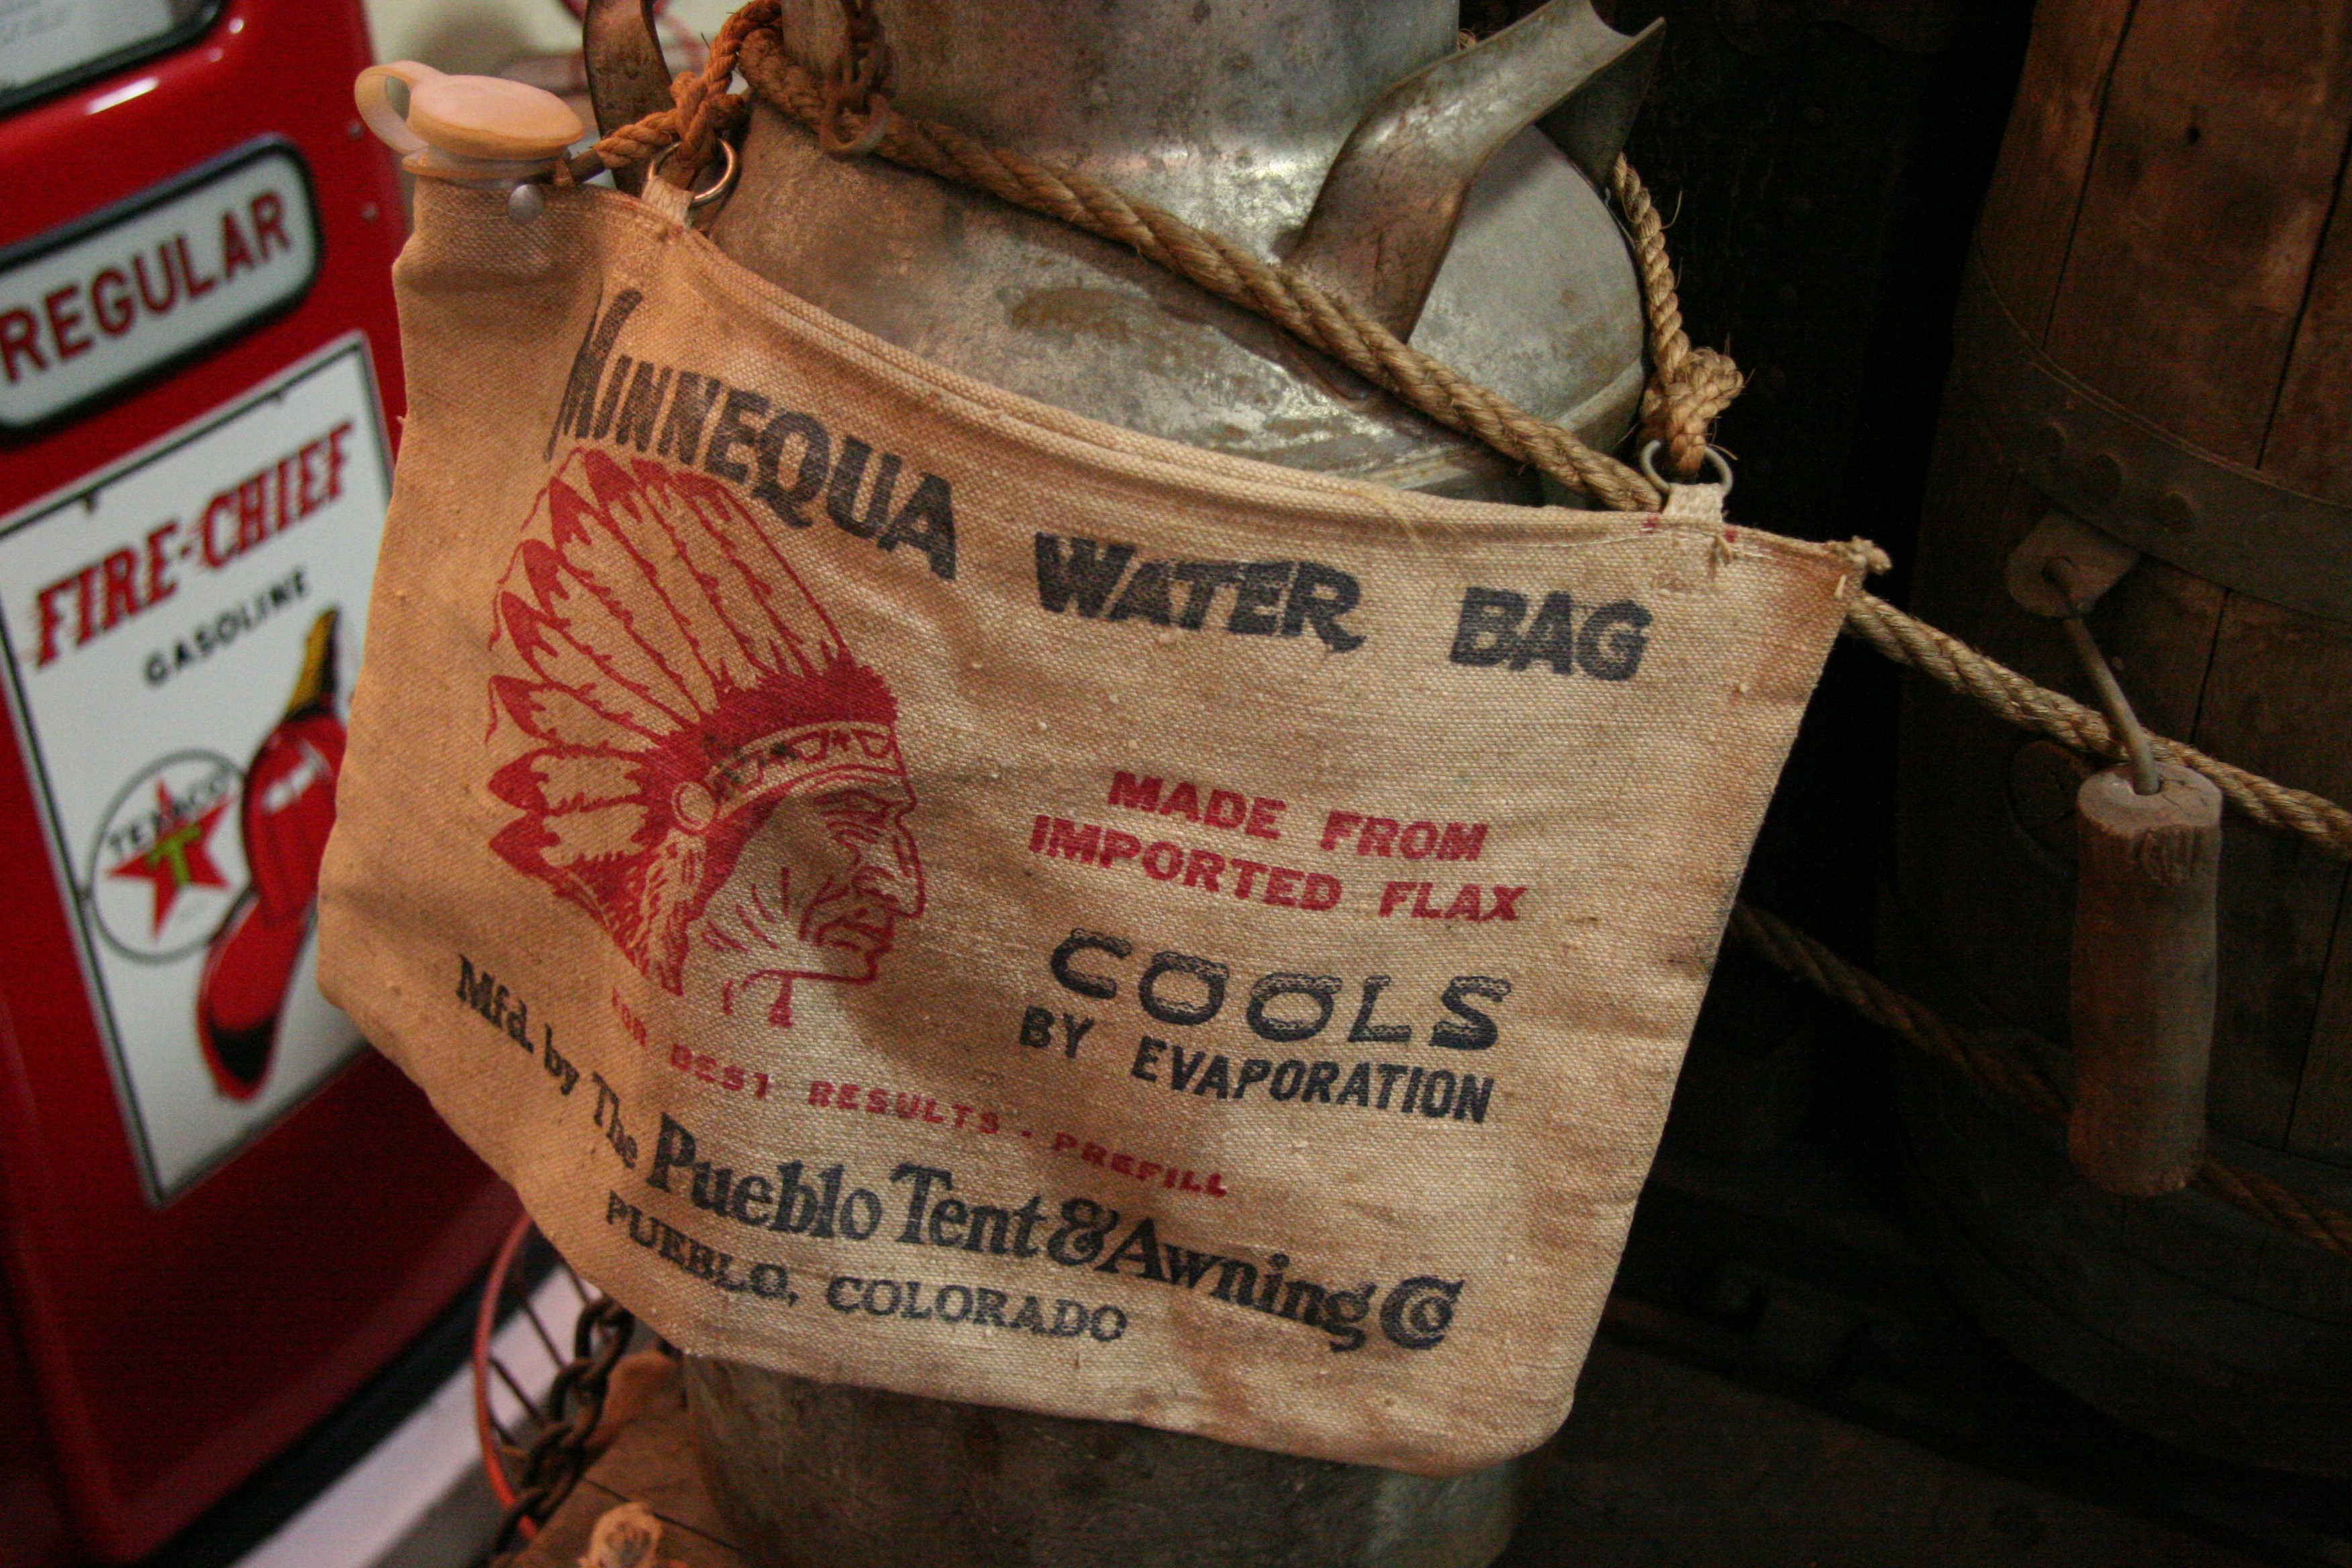 REGULAR
FIRE-CHIEF
GASOLINE
TEXACO
T
MINNEQUA WATER BAG
MADE FROM
IMPORTED FLAX
COOLS
BY EVAPORATION
FOR BEST RESULTS - PREFILL
Mfd. by The Pueblo Tent & Awning Co
PUEBLO, COLORADO